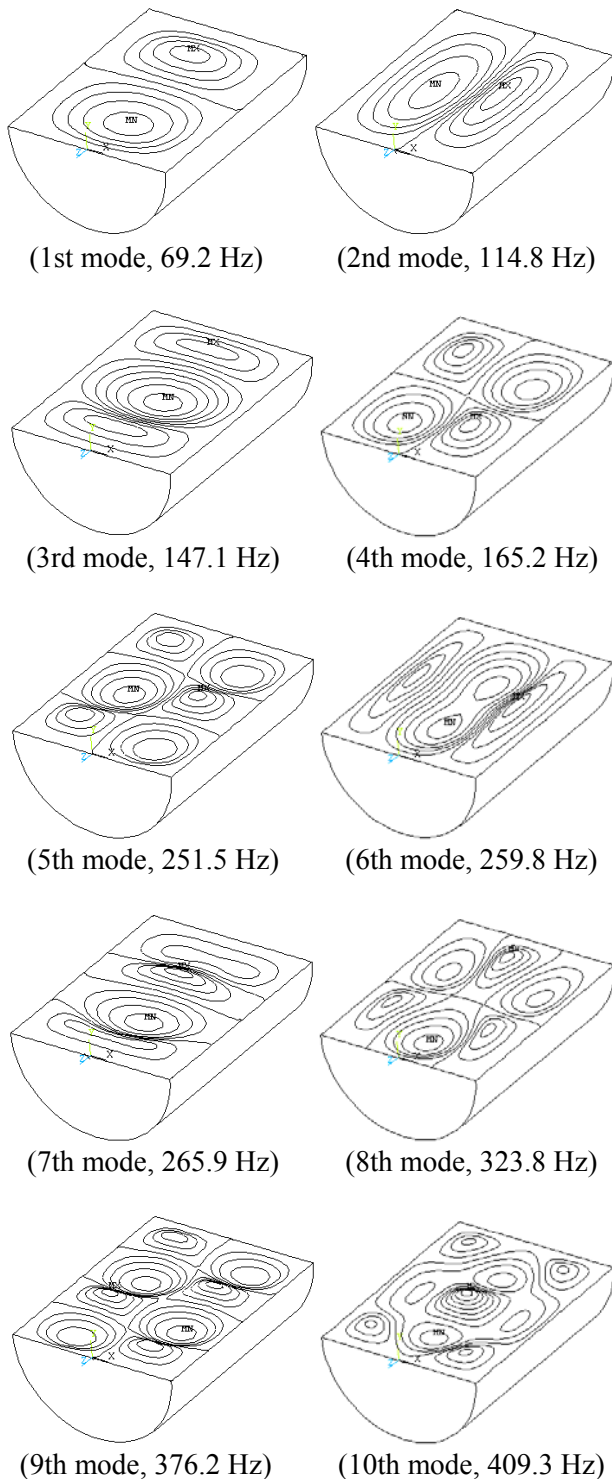 MX
MN
Y
Z X
(1st mode, 69.2 Hz)
MN
MX
Z X
(2nd mode, 114.8 Hz)
MX
MN
X
Z
(3rd mode, 147.1 Hz)
MN
X
Z
(4th mode, 165.2 Hz)
MN
MX
X
Z
(5th mode, 251.5 Hz)
MN
X
Z
(6th mode, 259.8 Hz)
MN
X
Z
(7th mode, 265.9 Hz)
MN
X
Z
(8th mode, 323.8 Hz)
MX
MN
X
Z
(9th mode, 376.2 Hz)
MN
X
Z
(10th mode, 409.3 Hz)